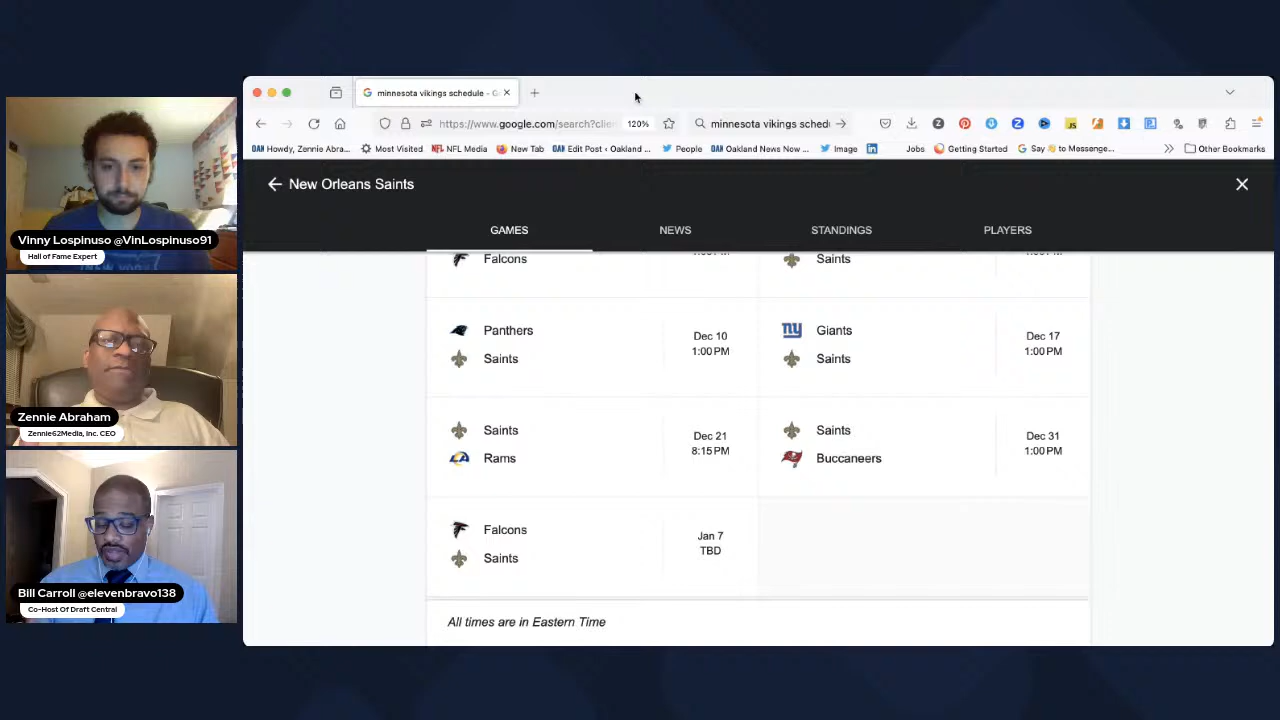 minnesota vikings schedule - G
https://www.google.com/search?clie
120%
minnesota vikings sched
Howdy, Zennie Abra...
Most Visited
NFL Media
New Tab
Edit Post ‹ Oakland ...
People
Oakland News Now ...
Image
Jobs
Getting Started
Say 👋 to Messenge...
Other Bookmarks
New Orleans Saints
GAMES
NEWS
STANDINGS
PLAYERS
Falcons
Saints
Panthers
Saints
Dec 10
1:00 PM
Giants
Saints
Dec 17
1:00 PM
Saints
Rams
Dec 21
8:15 PM
Saints
Buccaneers
Dec 31
1:00 PM
Falcons
Saints
Jan 7
TBD
All times are in Eastern Time
Vinny Lospinuso @VinLospinuso91
Hall of Fame Expert
Zennie Abraham
Zennie62Media, Inc. CEO
Bill Carroll @elevenbravo138
Co-Host Of Draft Central